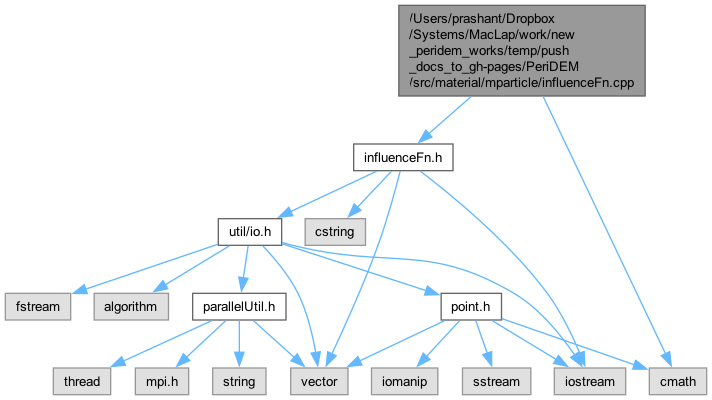 /Users/prashant/Dropbox
/Systems/MacLap/work/new
_peridem_works/temp/push
_docs_to_gh-pages/PeriDEM
/src/material/mparticle/influenceFn.cpp
influenceFn.h
util/io.h
cstring
fstream
algorithm
parallelUtil.h
point.h
thread
mpi.h
string
vector
iomanip
sstream
iostream
cmath